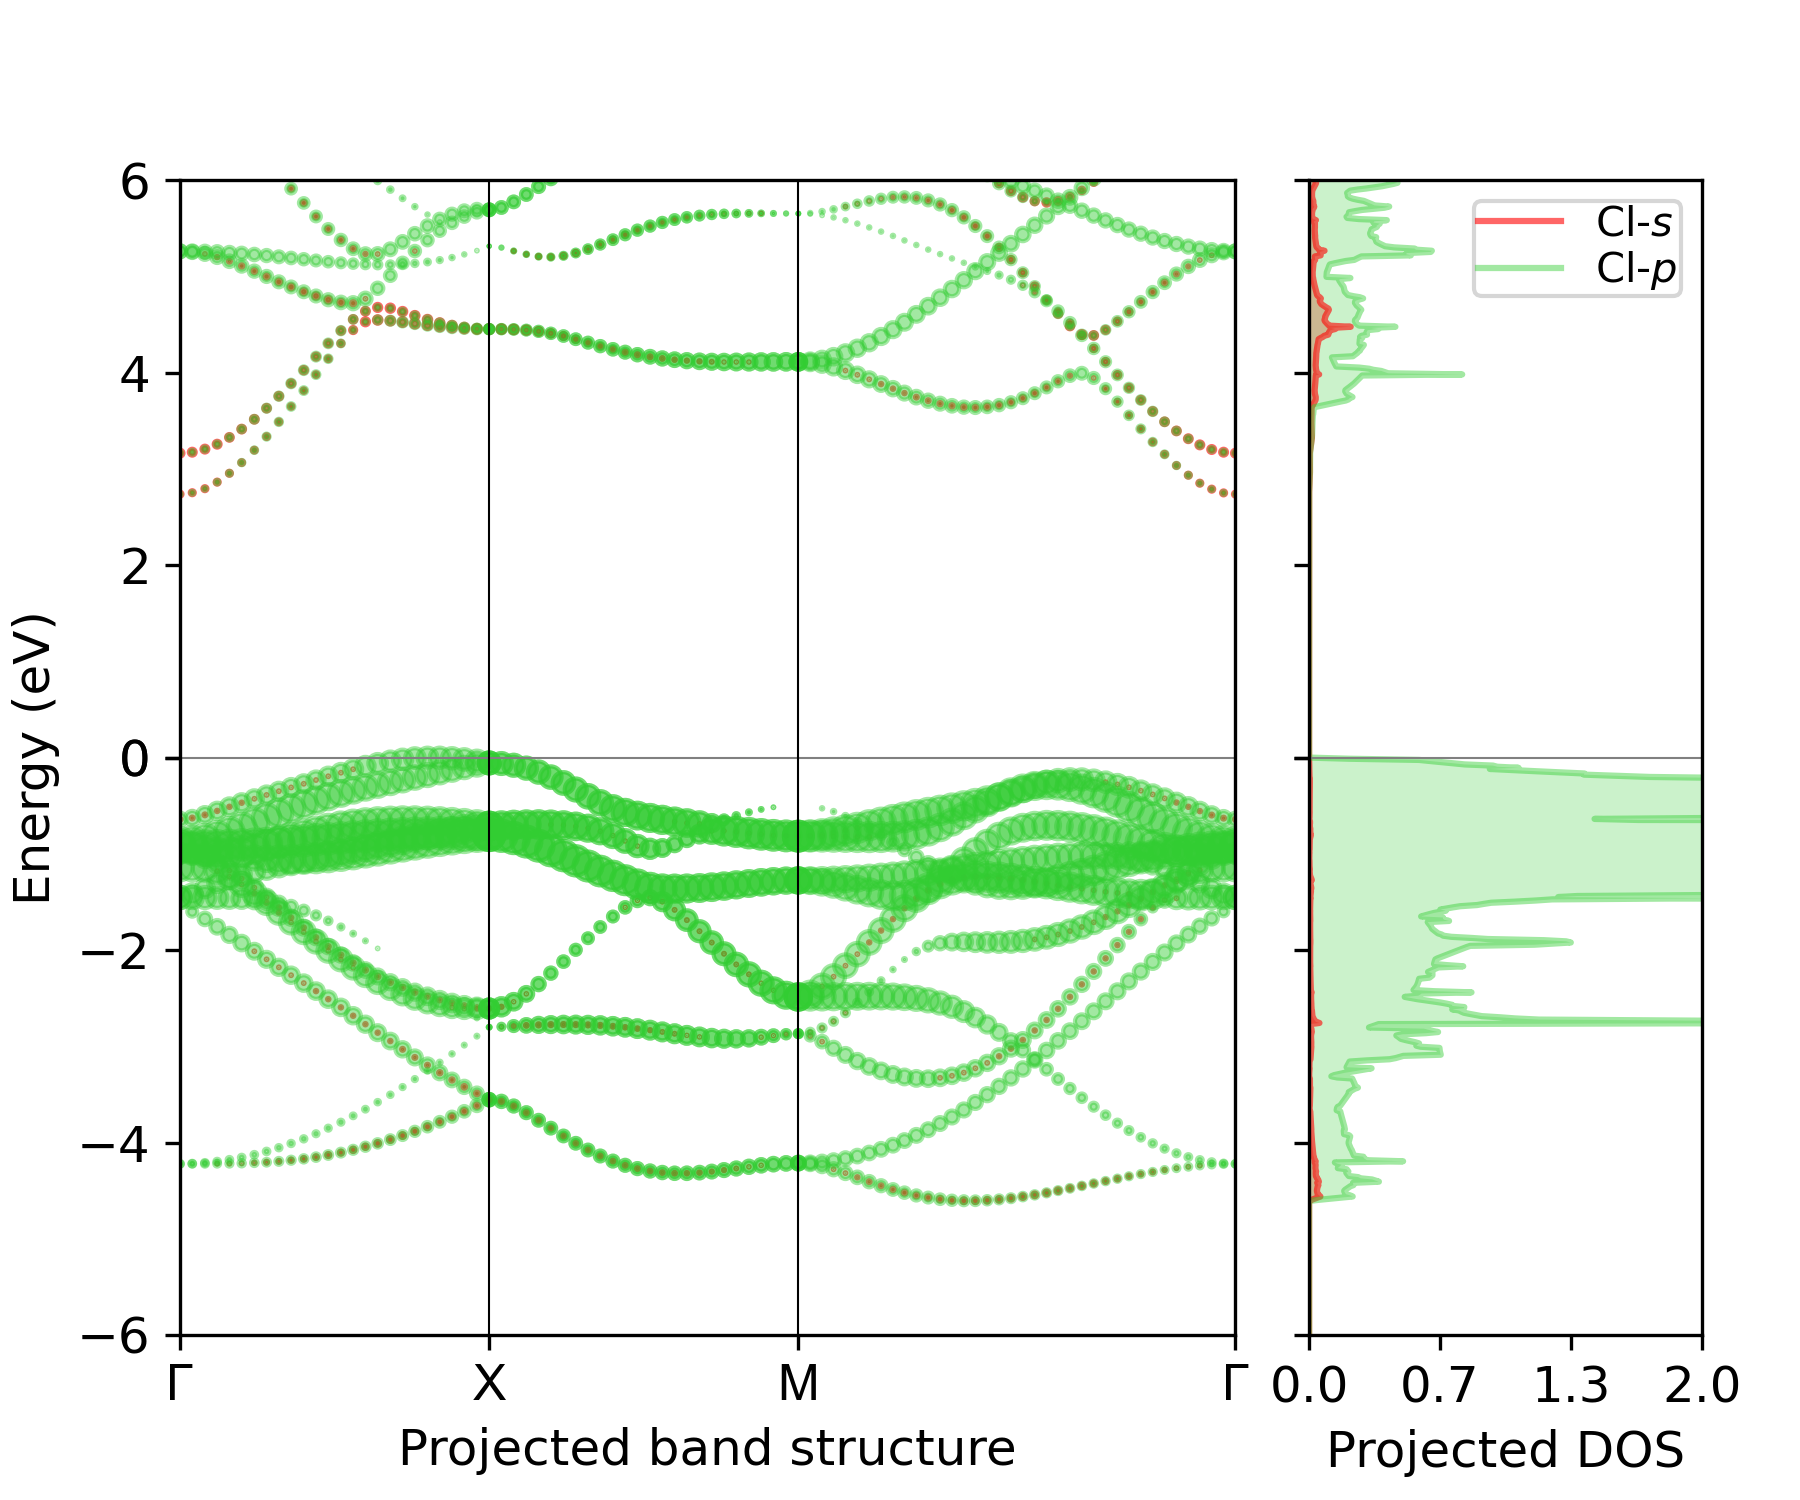 Energy (eV)
6
4
2
0
−2
−4
−6
Γ
X
M
Γ
Projected band structure
Cl-s
Cl-p
0.0
0.7
1.3
2.0
Projected DOS